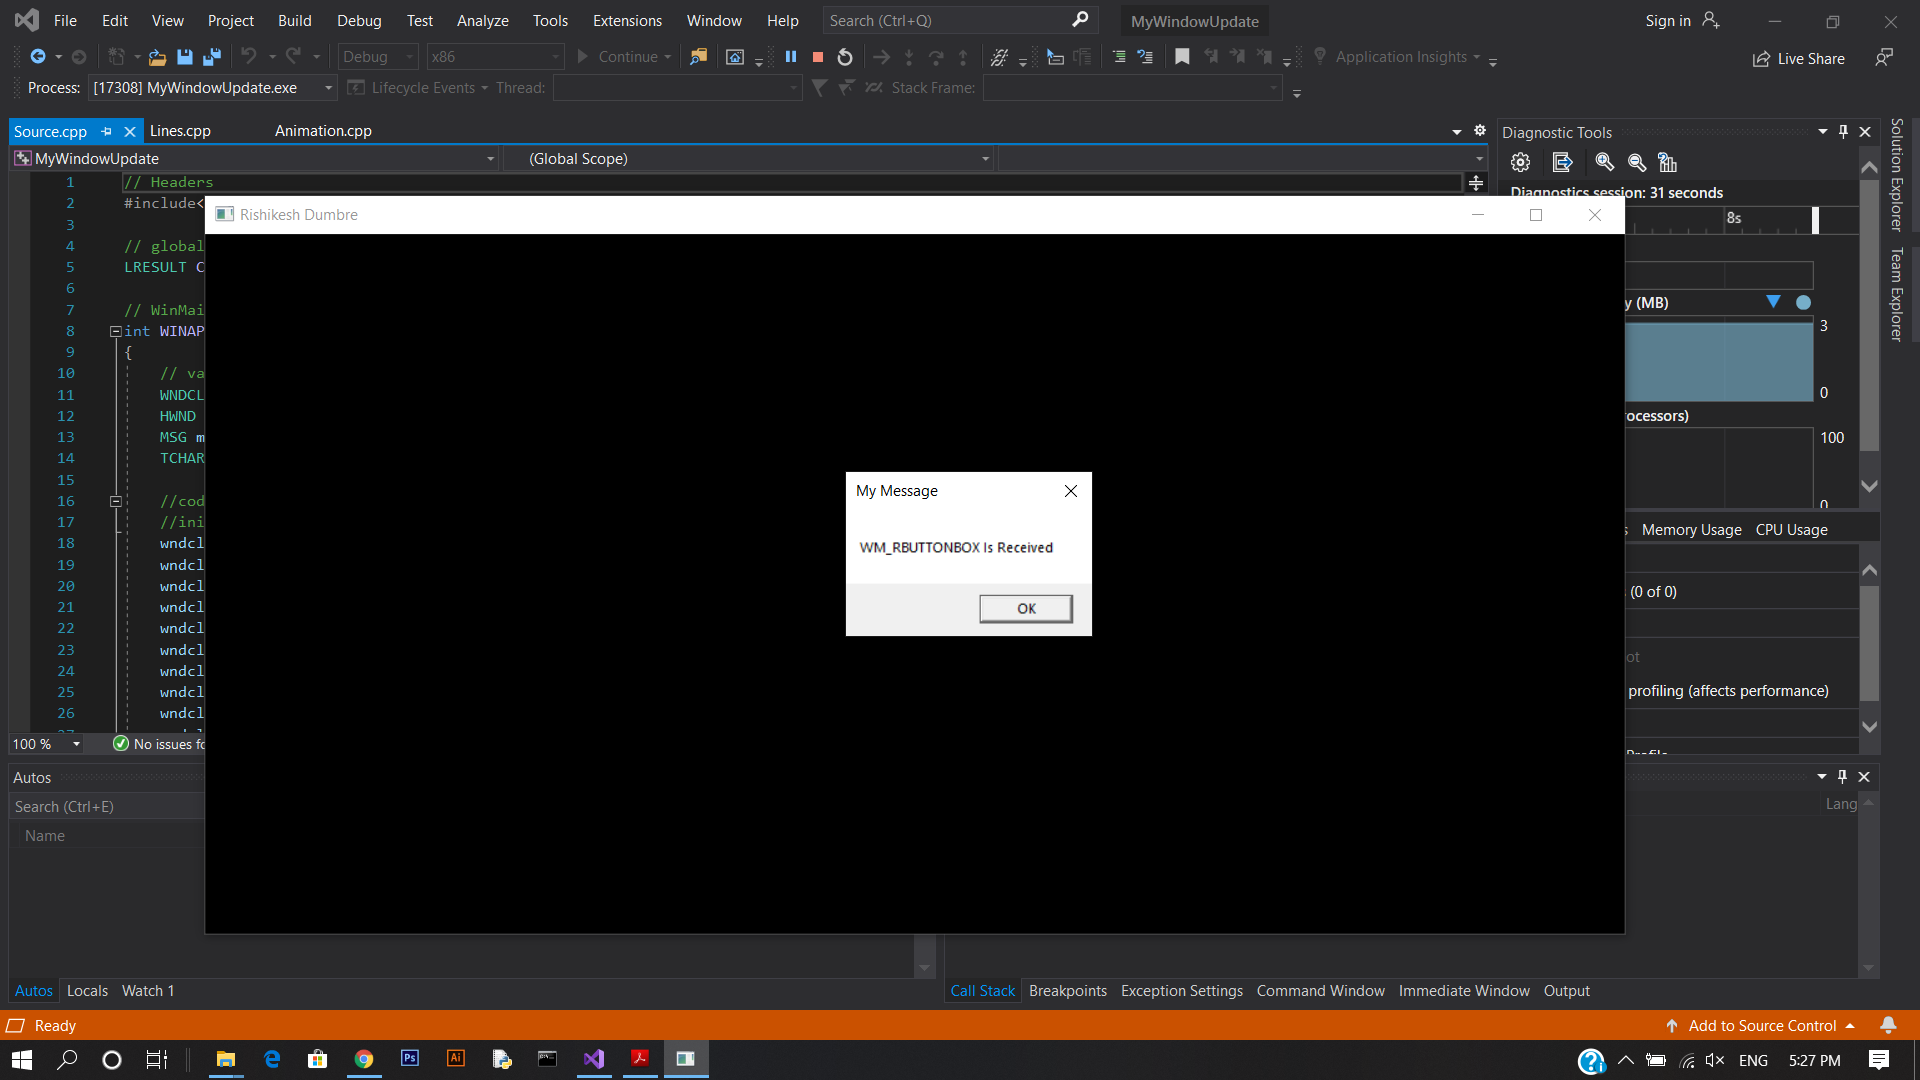 File Edit View Project Build Debug Test Analyze Tools Extensions Window Help Search (Ctrl+Q) MyWindowUpdate Sign in
Debug x86 Continue Application Insights Live Share
Process: [17308] MyWindowUpdate.exe Lifecycle Events Thread: Stack Frame:
Source.cpp Lines.cpp Animation.cpp
MyWindowUpdate (Global Scope)
1 // Headers
2 #include<
3
4 // global
5 LRESULT C
6
7 // WinMai
8 int WINAP
9 {
10 // va
11 WNDCL
12 HWND
13 MSG m
14 TCHAR
15
16 //cod
17 //ini
18 wndcl
19 wndcl
20 wndcl
21 wndcl
22 wndcl
23 wndcl
24 wndcl
25 wndcl
26 wndcl
100 % No issues fo
Rishikesh Dumbre
My Message
WM_RBUTTONBOX Is Received
OK
Diagnostic Tools
Diagnostics session: 31 seconds
8s
y (MB)
3
0
rocessors)
100
0
s Memory Usage CPU Usage
(0 of 0)
ot
profiling (affects performance)
Profile
Solution Explorer
Team Explorer
Autos
Search (Ctrl+E)
Name
Lang
Autos Locals Watch 1
Call Stack Breakpoints Exception Settings Command Window Immediate Window Output
Ready Add to Source Control
Ps Ai ENG 5:27 PM